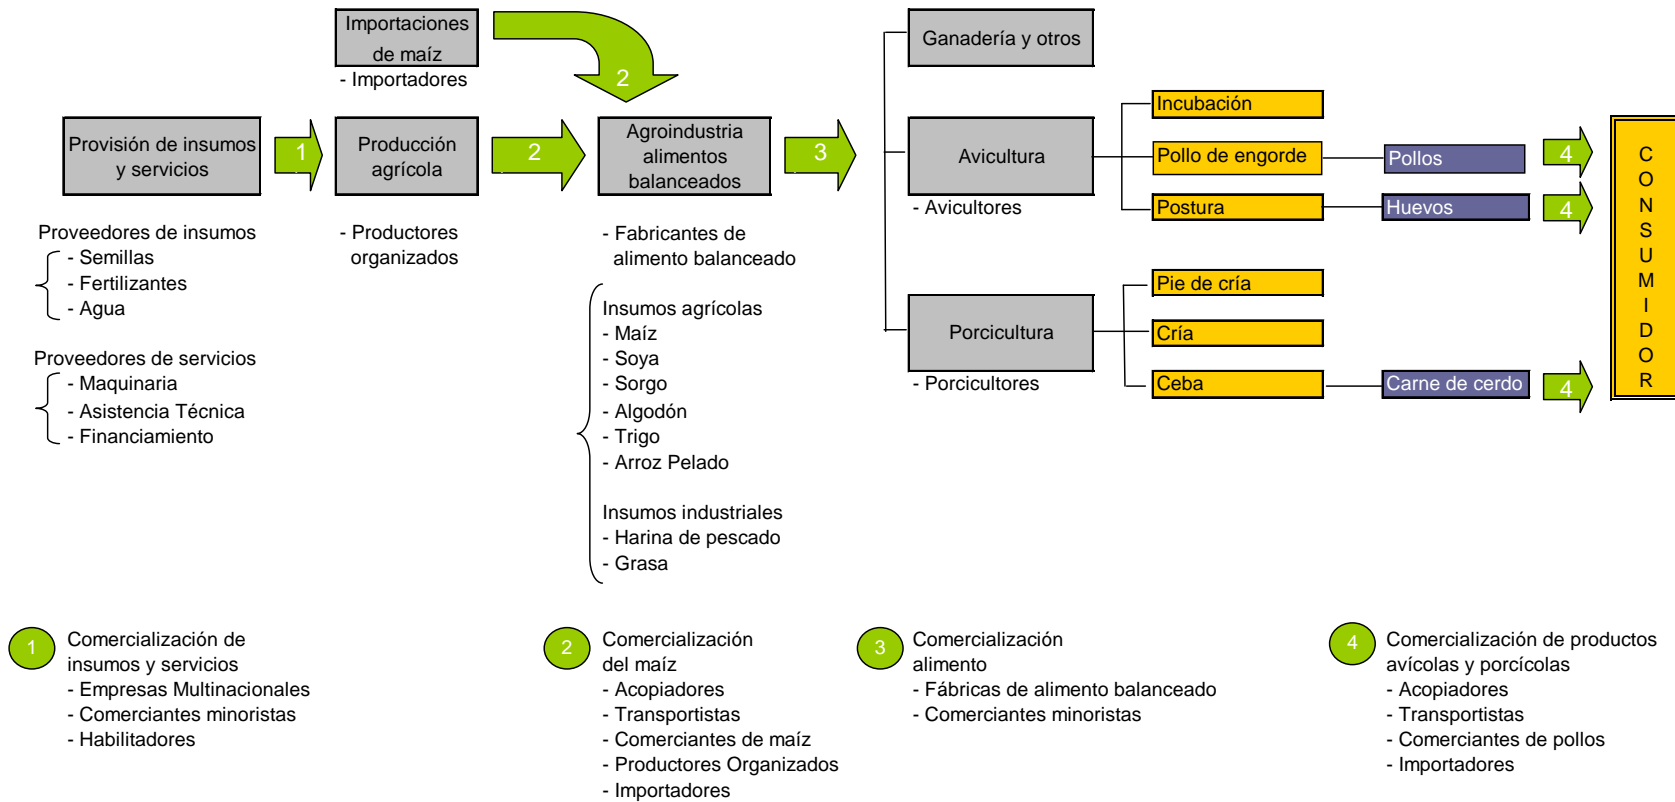 Importaciones
de maíz
- Importadores
2
Ganadería y otros
Provisión de insumos
y servicios
1
Producción
agrícola
2
Agroindustria
alimentos
balanceados
3
Avicultura
- Avicultores
Incubación
Pollo de engorde
Pollos
4
Postura
Huevos
4
Proveedores de insumos
- Semillas
- Fertilizantes
- Agua
Proveedores de servicios
- Maquinaria
- Asistencia Técnica
- Financiamiento
- Productores
organizados
- Fabricantes de
alimento balanceado
Insumos agrícolas
- Maíz
- Soya
- Sorgo
- Algodón
- Trigo
- Arroz Pelado
Insumos industriales
- Harina de pescado
- Grasa
Porcicultura
- Porcicultores
Pie de cría
Cría
Ceba
Carne de cerdo
4
C
O
N
S
U
M
I
D
O
R
1
Comercialización de
insumos y servicios
- Empresas Multinacionales
- Comerciantes minoristas
- Habilitadores
2
Comercialización
del maíz
- Acopiadores
- Transportistas
- Comerciantes de maíz
- Productores Organizados
- Importadores
3
Comercialización
alimento
- Fábricas de alimento balanceado
- Comerciantes minoristas
4
Comercialización de productos
avícolas y porcícolas
- Acopiadores
- Transportistas
- Comerciantes de pollos
- Importadores